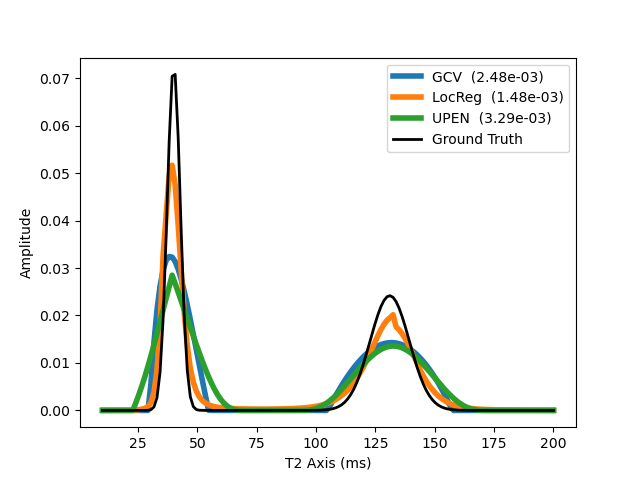 GCV (2.48e-03)
LocReg (1.48e-03)
UPEN (3.29e-03)
Ground Truth
0.07
0.06
0.05
0.04
0.03
0.02
0.01
0.00
Amplitude
25 50 75 100 125 150 175 200
T2 Axis (ms)